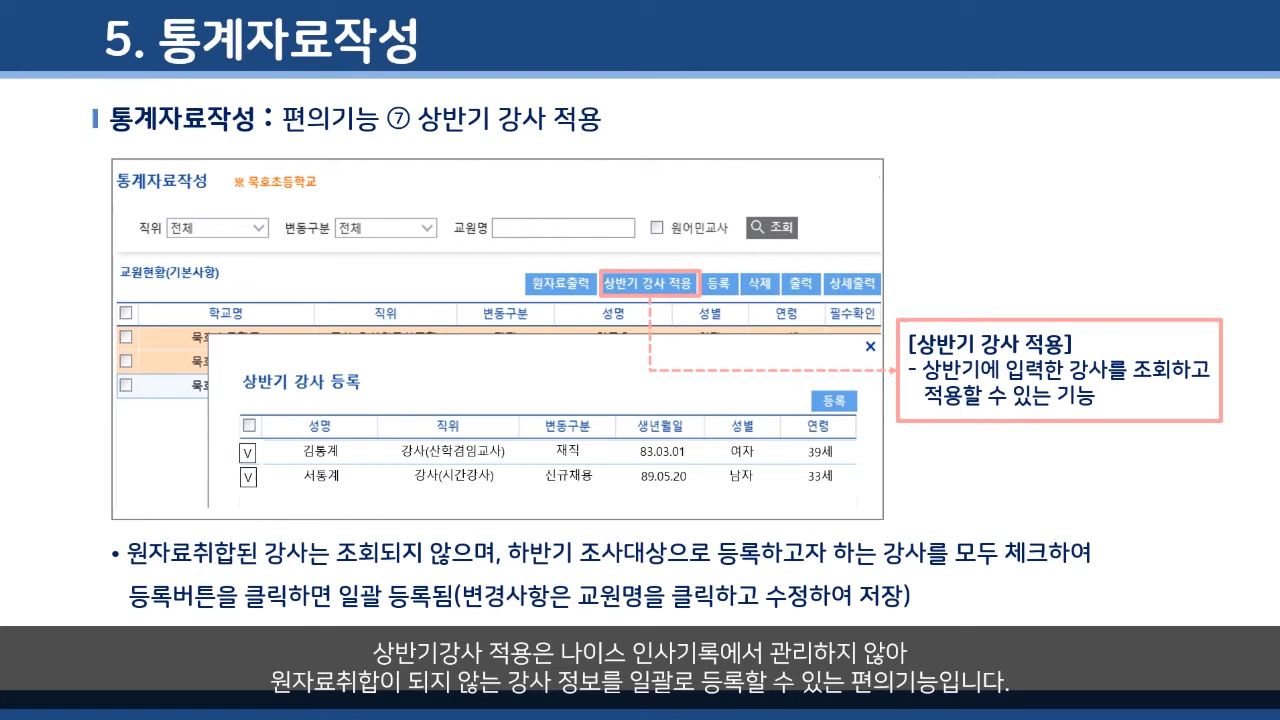 5. 통계자료작성
통계자료작성 : 편의기능 ⑦ 상반기 강사 적용
통계자료작성 ※ 묵호초등학교
직위 전체 변동구분 전체 교원명 원어민교사 조회
교원현황(기본사항)
원자료출력 상반기 강사 적용 등록 삭제 출력 상세출력
학교명 직위 변동구분 성명 성별 연령 필수확인
묵호
묵호
묵호
상반기 강사 등록
등록
성명 직위 변동구분 생년월일 성별 연령
V 김통계 강사(산학겸임교사) 재직 83.03.01 여자 39세
V 서통계 강사(시간강사) 신규채용 89.05.20 남자 33세
[상반기 강사 적용]
- 상반기에 입력한 강사를 조회하고
적용할 수 있는 기능
• 원자료취합된 강사는 조회되지 않으며, 하반기 조사대상으로 등록하고자 하는 강사를 모두 체크하여
등록버튼을 클릭하면 일괄 등록됨(변경사항은 교원명을 클릭하고 수정하여 저장)
상반기강사 적용은 나이스 인사기록에서 관리하지 않아
원자료취합이 되지 않는 강사 정보를 일괄로 등록할 수 있는 편의기능입니다.